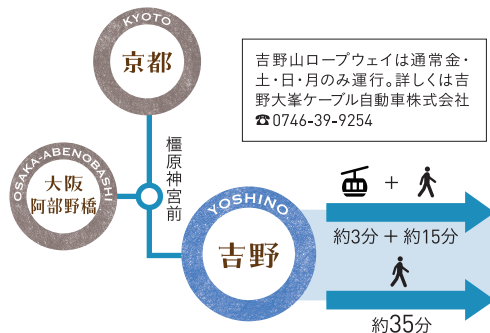 KYOTO
京都
吉野山ロープウェイは通常金・
土・日・月のみ運行。詳しくは吉
野大峯ケーブル自動車株式会社
☎0746-39-9254
OSAKA-ABENOBASHI
大阪
阿部野橋
橿原神宮前
YOSHINO
吉野
+
約3分 + 約15分
約35分